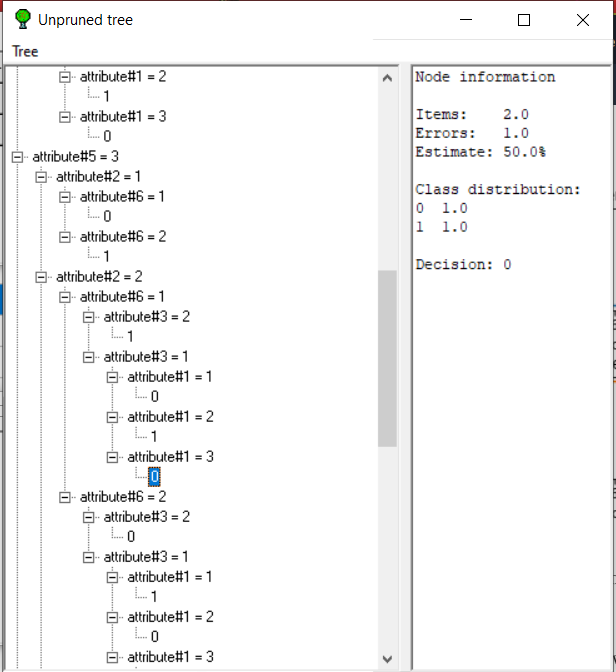 Unpruned tree
Tree
attribute#1 = 2
1
attribute#1 = 3
0
attribute#5 = 3
attribute#2 = 1
attribute#6 = 1
0
attribute#6 = 2
1
attribute#2 = 2
attribute#6 = 1
attribute#3 = 2
1
attribute#3 = 1
attribute#1 = 1
0
attribute#1 = 2
1
attribute#1 = 3
0
attribute#6 = 2
attribute#3 = 2
0
attribute#3 = 1
attribute#1 = 1
1
attribute#1 = 2
0
attribute#1 = 3
Node information
Items: 2.0
Errors: 1.0
Estimate: 50.0%
Class distribution:
0 1.0
1 1.0
Decision: 0